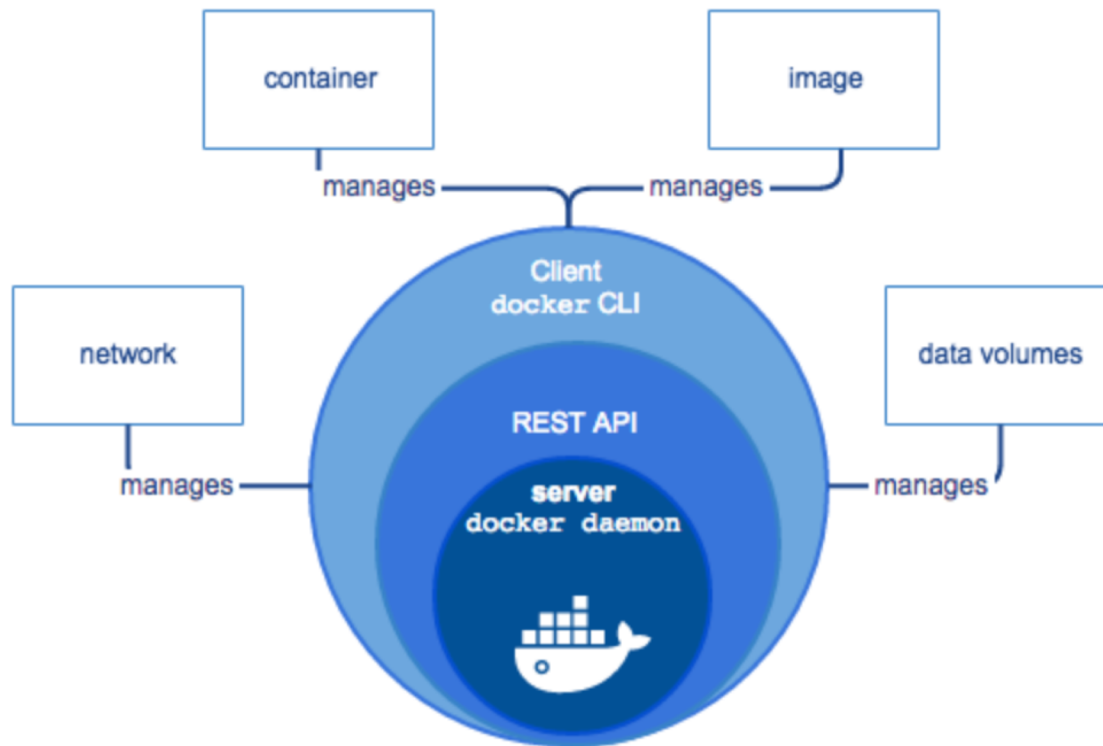 container
image
manages
manages
Client
docker CLI
network
data volumes
REST API
manages
server
manages
docker daemon